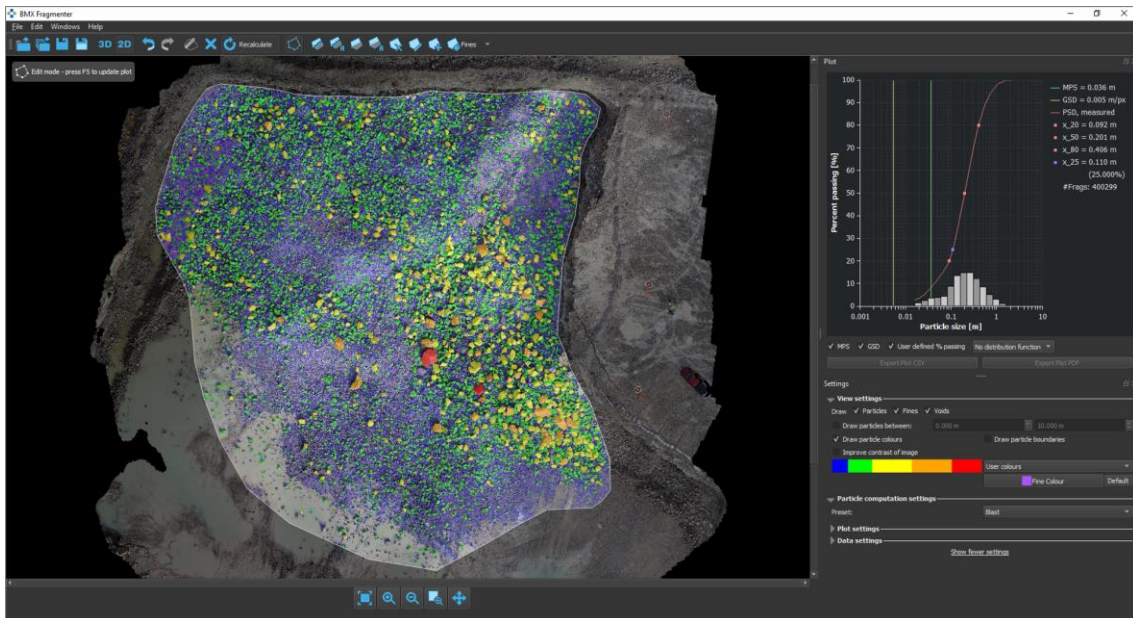 BMX Fragmenter
File Edit Windows Help
3D 2D Recalculate Fines
Edit mode - press F5 to update plot
Plot
100
90
80
70
60
50
40
30
20
10
0
Percent passing [%]
0.001 0.01 0.1 1 10
Particle size [m]
MPS = 0.036 m
GSD = 0.005 m/px
PSD, measured
x_20 = 0.092 m
x_50 = 0.201 m
x_80 = 0.406 m
x_25 = 0.110 m
(25.000%)
#Frags: 400299
MPS GSD User defined % passing No distribution function
Export Plot CSV Export Plot PDF
Settings
View settings
Draw Particles Fines Voids
Draw particles between: 0.000 m 10.000 m
Draw particle colours Draw particle boundaries
Improve contrast of image
User colours
Fine Colour Default
Particle computation settings
Preset: Blast
Plot settings
Data settings
Show fewer settings